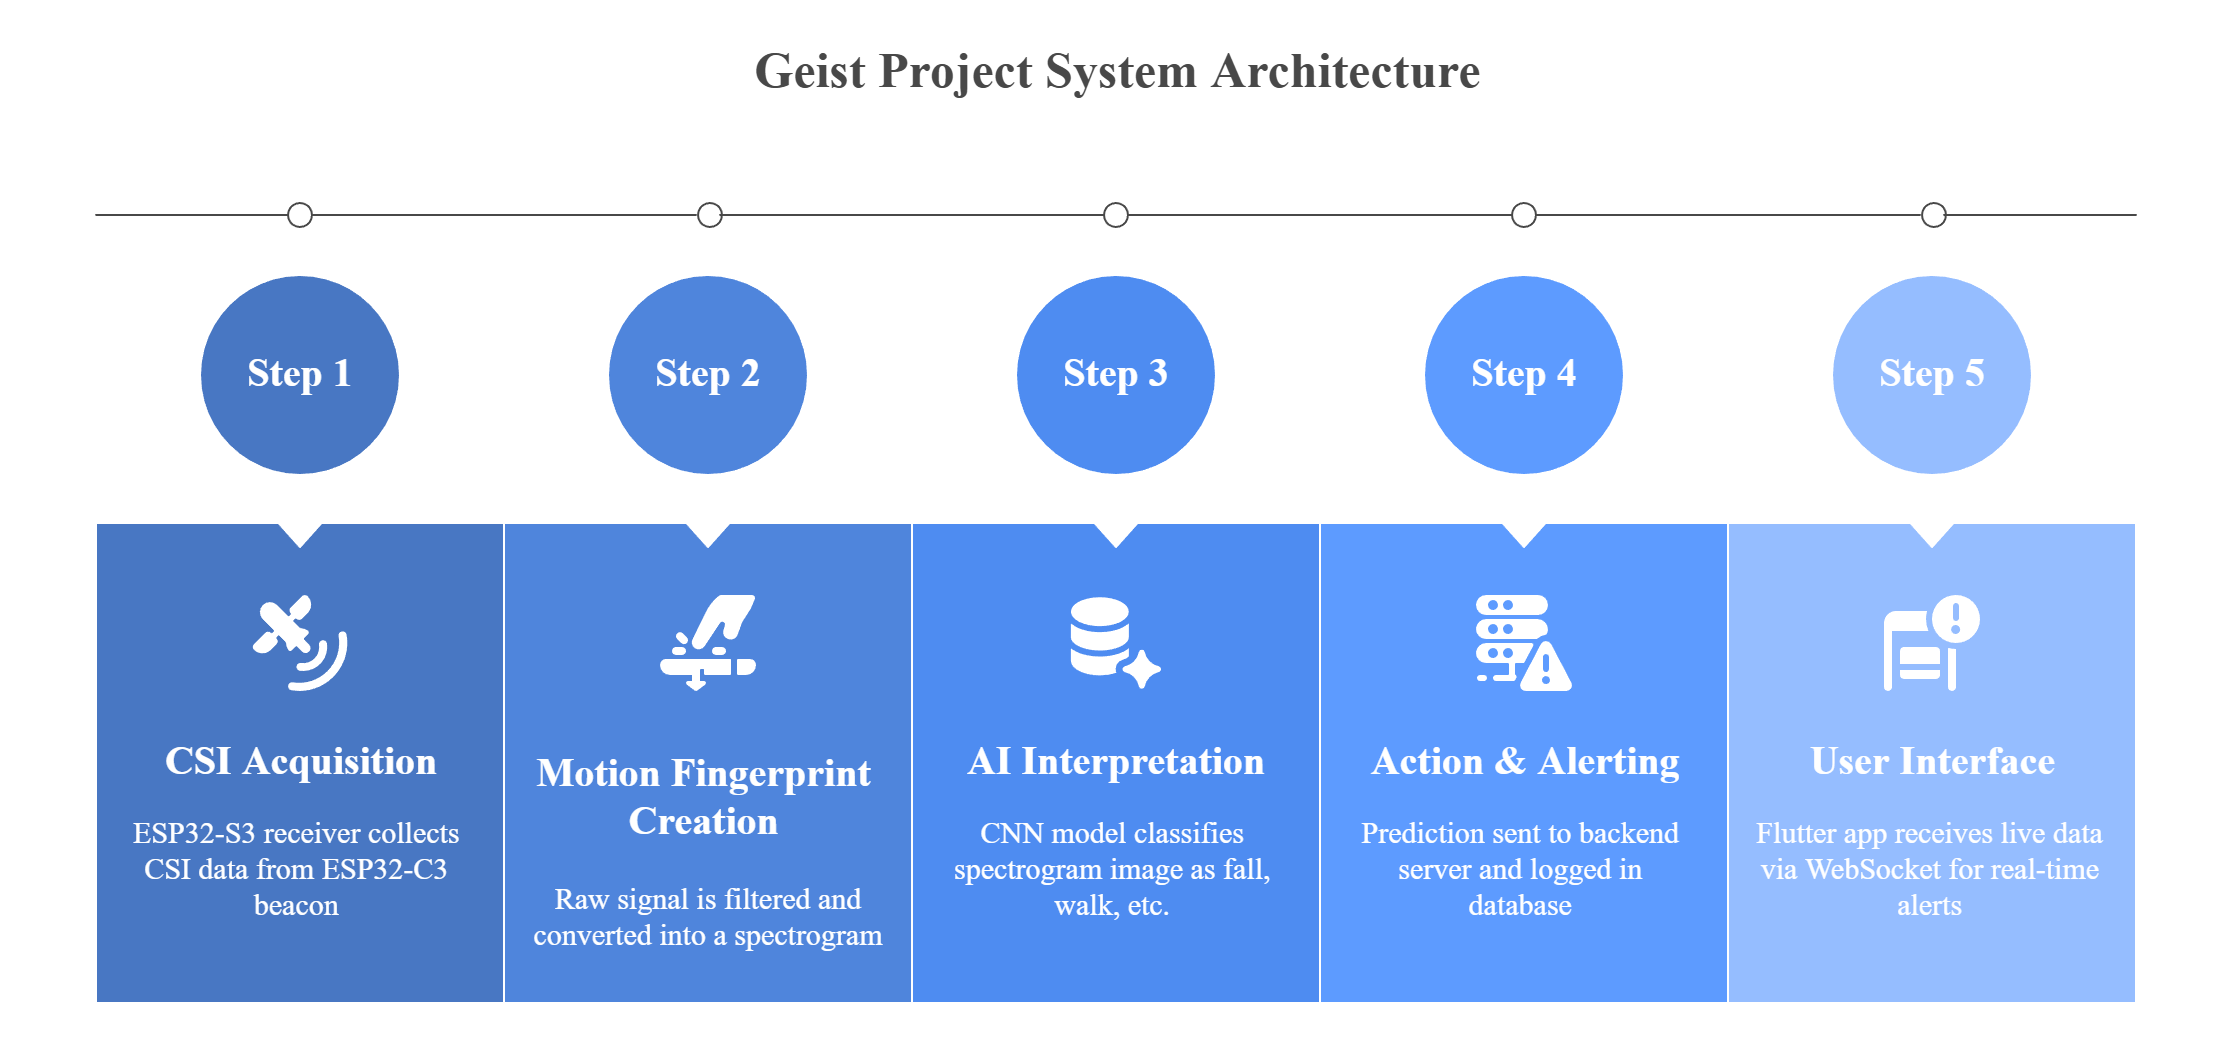 Geist Project System Architecture
Step 1
Step 2
Step 3
Step 4
Step 5
CSI Acquisition
ESP32-S3 receiver collects
CSI data from ESP32-C3
beacon
Motion Fingerprint
Creation
Raw signal is filtered and
converted into a spectrogram
AI Interpretation
CNN model classifies
spectrogram image as fall,
walk, etc.
Action & Alerting
Prediction sent to backend
server and logged in
database
User Interface
Flutter app receives live data
via WebSocket for real-time
alerts